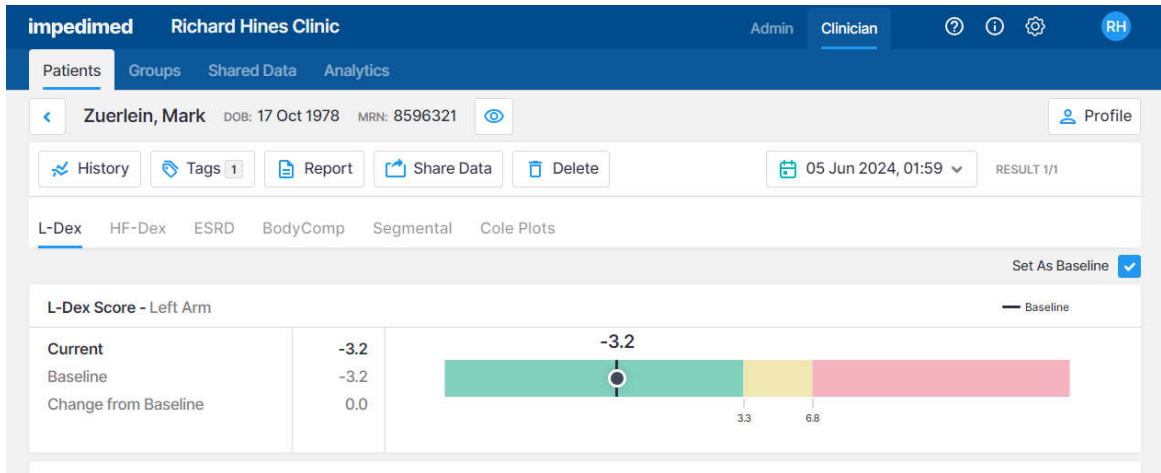 impedimed Richard Hines Clinic Admin Clinician RH
Patients Groups Shared Data Analytics
Zuerlein, Mark DOB: 17 Oct 1978 MRN: 8596321 Profile
History Tags 1 Report Share Data Delete 05 Jun 2024, 01:59 RESULT 1/1
L-Dex HF-Dex ESRD BodyComp Segmental Cole Plots
Set As Baseline
L-Dex Score - Left Arm Baseline
Current -3.2 -3.2
Baseline -3.2
Change from Baseline 0.0
3.3 6.8